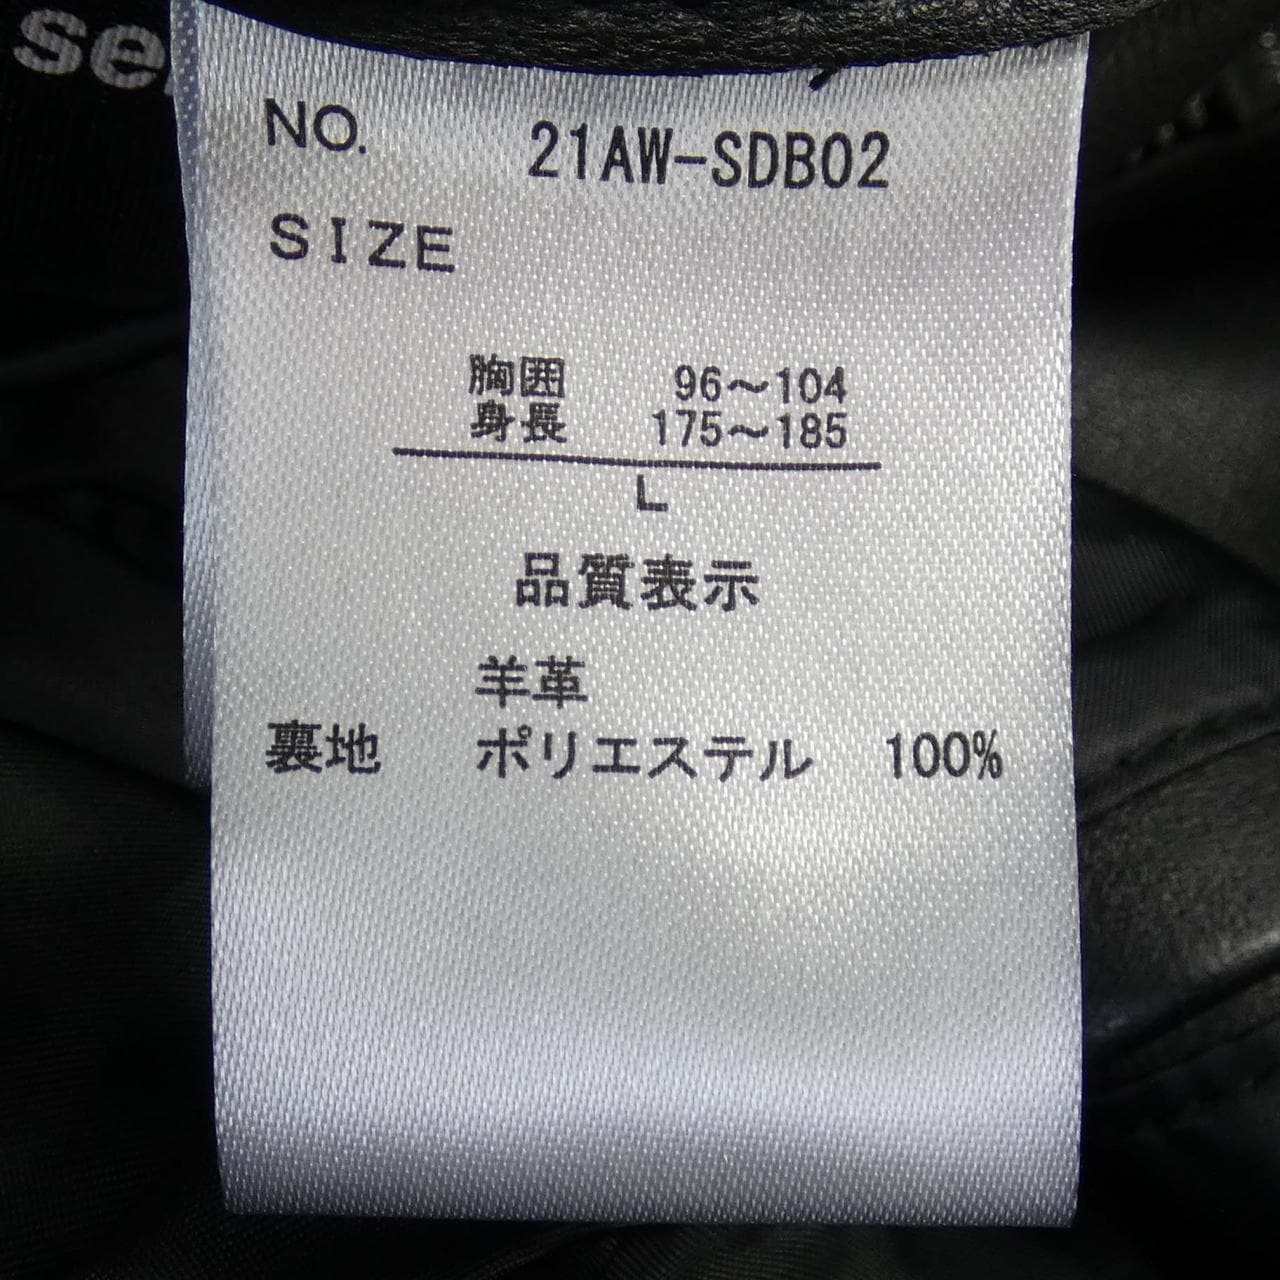 se
NO. 21AW-SDB02
SIZE
胸囲 96～104
身長 175～185
L
品質表示
羊革
裏地 ポリエステル 100%